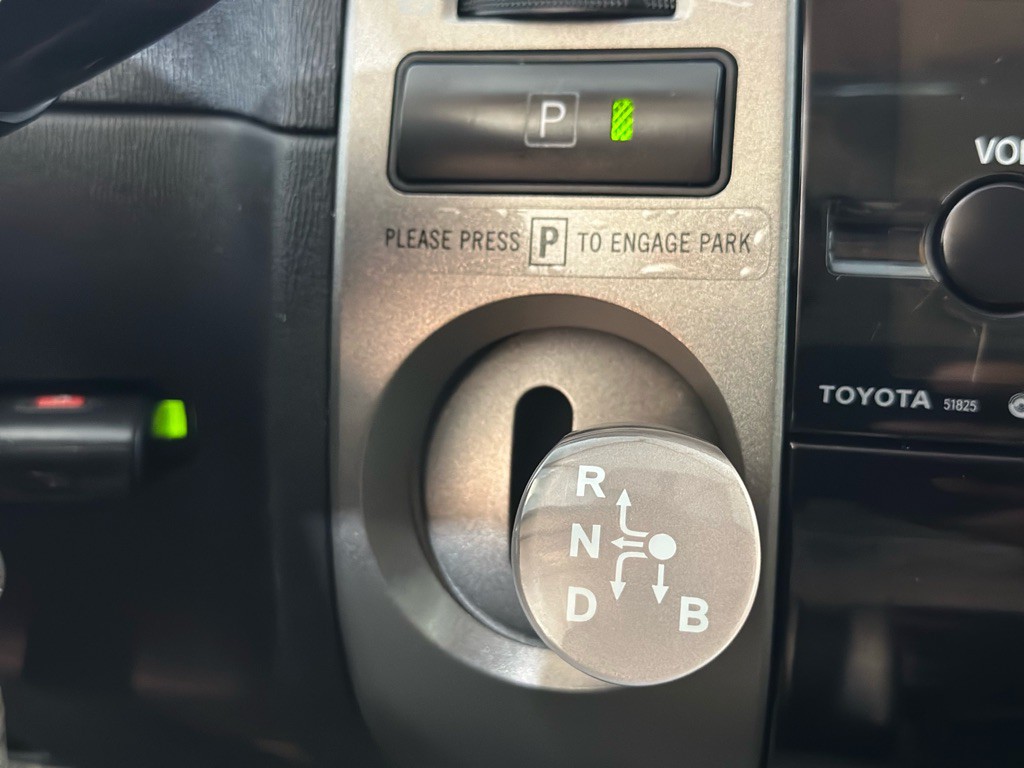 P
PLEASE PRESS P TO ENGAGE PARK
TOYOTA 51825
R
N
D
B